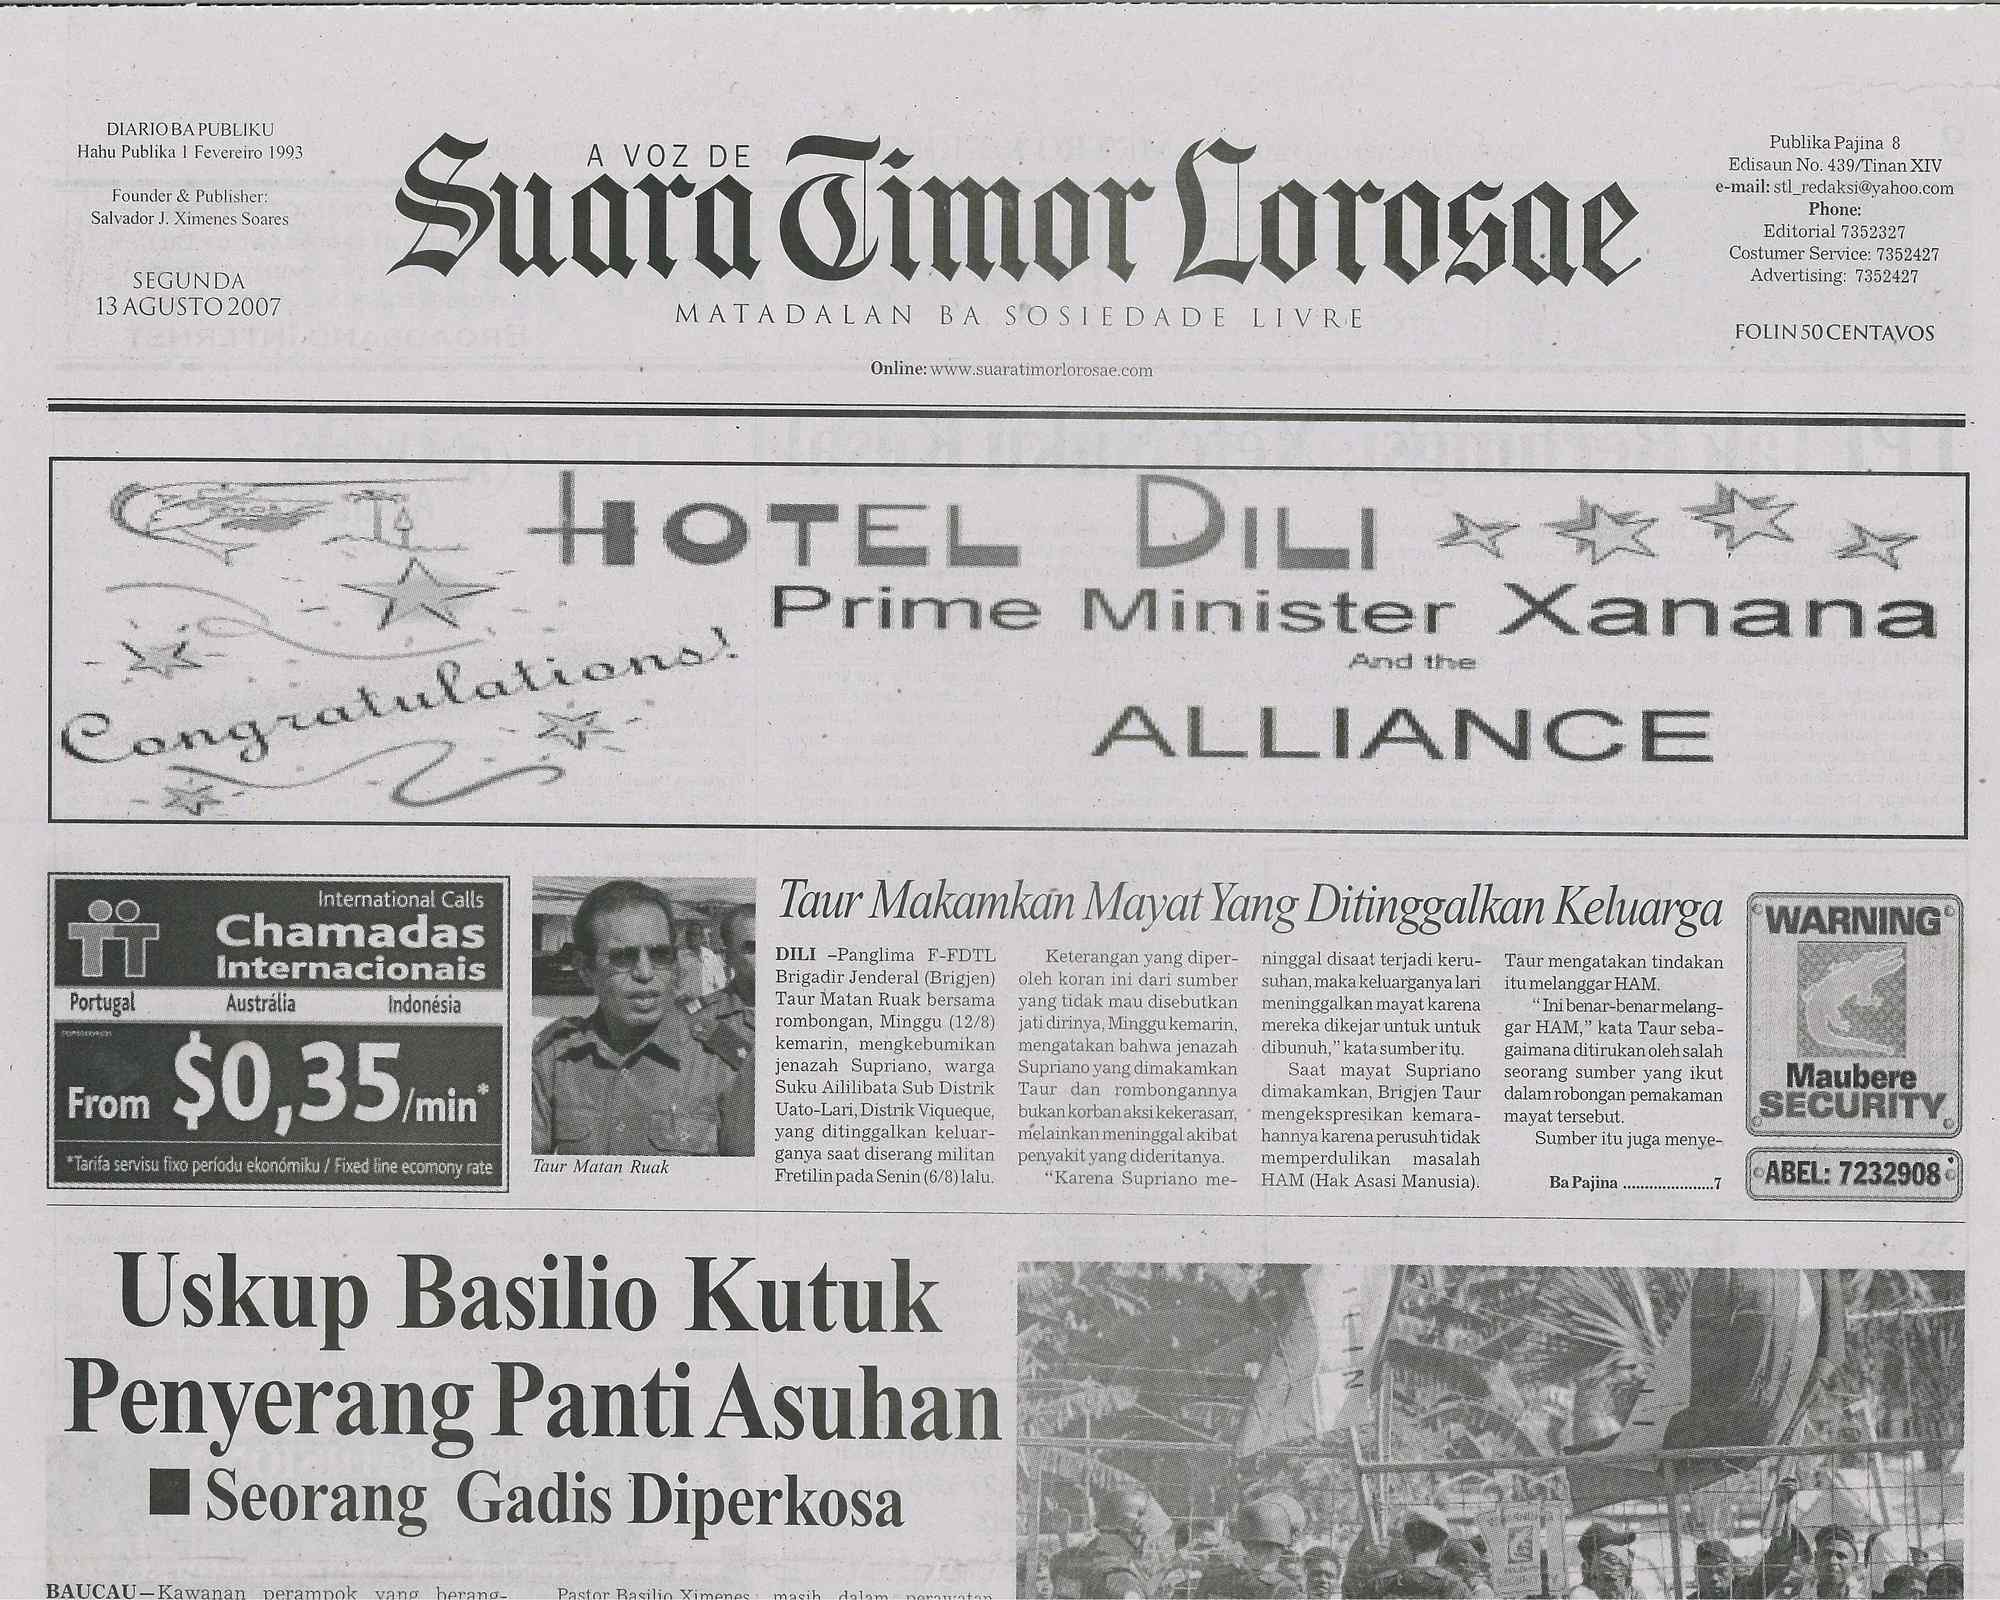 DIARIO BA PUBLIKU
Hahu Publika 1 Fevereiro 1993
Founder & Publisher:
Salvador J. Ximenes Soares
SEGUNDA
13 AGUSTO 2007
A VOZ DE
Suara Timor Lorosae
MATADALAN BA SOSIEDADE LIVRE
Online: www.suaratimorlorosae.com
Publika Pajina 8
Edisaun No. 439/Tinan XIV
e-mail: stl_redaksi@yahoo.com
Phone:
Editorial 7352327
Costumer Service: 7352427
Advertising: 7352427
FOLIN 50 CENTAVOS
HOTEL DILI
Prime Minister Xanana
And the
ALLIANCE
Congratulations!
International Calls
Chamadas
Internacionais
Portugal Austrália Indonésia
From $0,35/min*
*Tarifa servisu fixo períodu ekonómiku / Fixed line ecomony rate
Taur Matan Ruak
Taur Makamkan Mayat Yang Ditinggalkan Keluarga
DILI –Panglima F-FDTL
Brigadir Jenderal (Brigjen)
Taur Matan Ruak bersama
rombongan, Minggu (12/8)
kemarin, mengkebumikan
jenazah Supriano, warga
Suku Aililibata Sub Distrik
Uato-Lari, Distrik Viqueque,
yang ditinggalkan keluar-
ganya saat diserang militan
Fretilin pada Senin (6/8) lalu.
Keterangan yang diper-
oleh koran ini dari sumber
yang tidak mau disebutkan
jati dirinya, Minggu kemarin,
mengatakan bahwa jenazah
Supriano yang dimakamkan
Taur dan rombongannya
bukan korban aksi kekerasan,
melainkan meninggal akibat
penyakit yang dideritanya.
“Karena Supriano me-
ninggal disaat terjadi keru-
suhan, maka keluarganya lari
meninggalkan mayat karena
mereka dikejar untuk untuk
dibunuh,” kata sumber itu.
Saat mayat Supriano
dimakamkan, Brigjen Taur
mengekspresikan kemara-
hannya karena perusuh tidak
memperdulikan masalah
HAM (Hak Asasi Manusia).
Taur mengatakan tindakan
itu melanggar HAM.
“Ini benar-benar melang-
gar HAM,” kata Taur seba-
gaimana ditirukan oleh salah
seorang sumber yang ikut
dalam robongan pemakaman
mayat tersebut.
Sumber itu juga menye-
Ba Pajina .....................7
WARNING
Maubere
SECURITY
ABEL: 7232908
Uskup Basilio Kutuk
Penyerang Panti Asuhan
■ Seorang Gadis Diperkosa
BAUCAU—Kawanan perampok yang berang-
Pastor Basilio Ximenes masih dalam perawatan